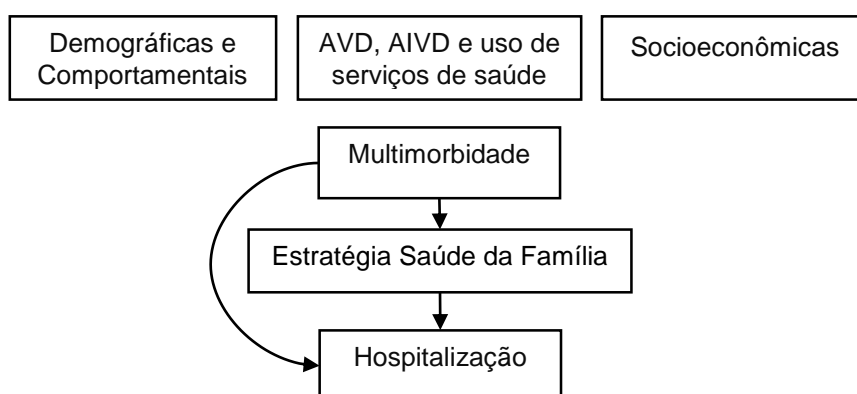 Demográficas e
Comportamentais
AVD, AIVD e uso de
serviços de saúde
Socioeconômicas
Multimorbidade
Estratégia Saúde da Família
Hospitalização